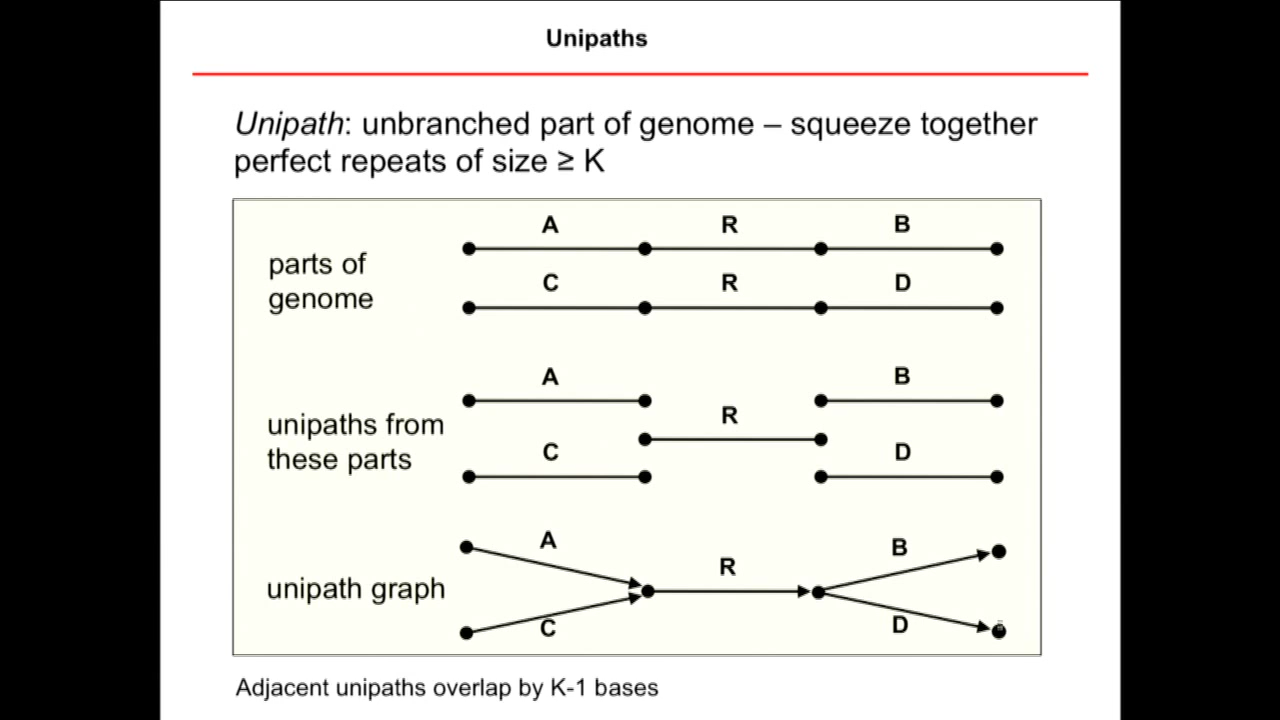 Unipaths
Unipath: unbranched part of genome – squeeze together
perfect repeats of size ≥ K
A R B
parts of
genome
C R D
A B
R
unipaths from
these parts
C D
A B
R
unipath graph
C D
Adjacent unipaths overlap by K-1 bases